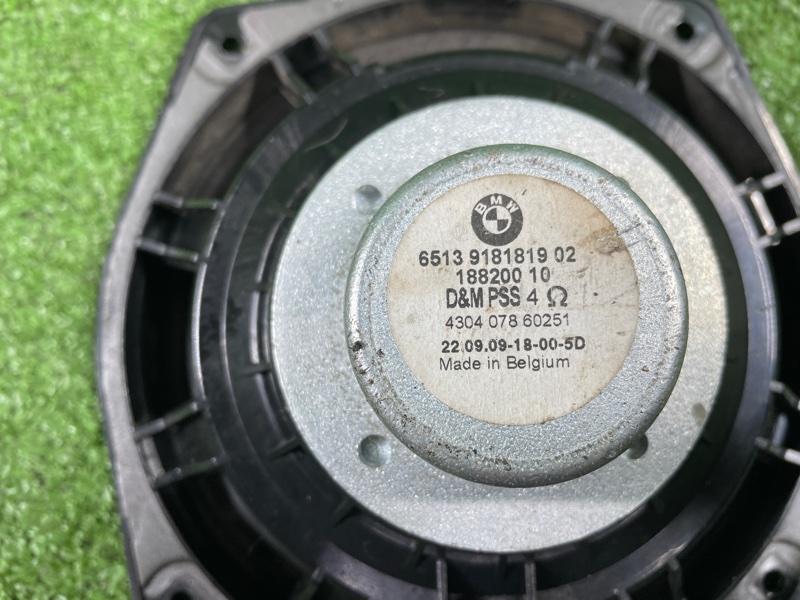 BMW
6513 9181819 02
188200 10
D&M PSS 4 Ω
4304 078 60251
22.09.09-18-00-5D
Made in Belgium